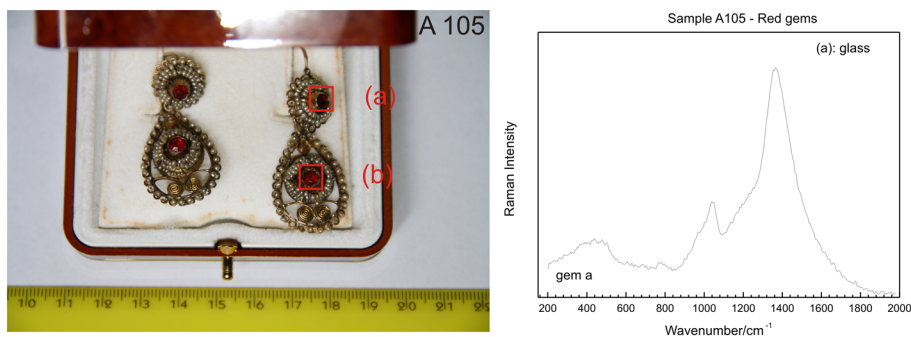 A 105
(a)
(b)
10 11 12 13 14 15 16 17 18 19 20 21 22
Sample A105 - Red gems
(a): glass
Raman Intensity
gem a
200 400 600 800 1000 1200 1400 1600 1800 2000
Wavenumber/cm⁻¹